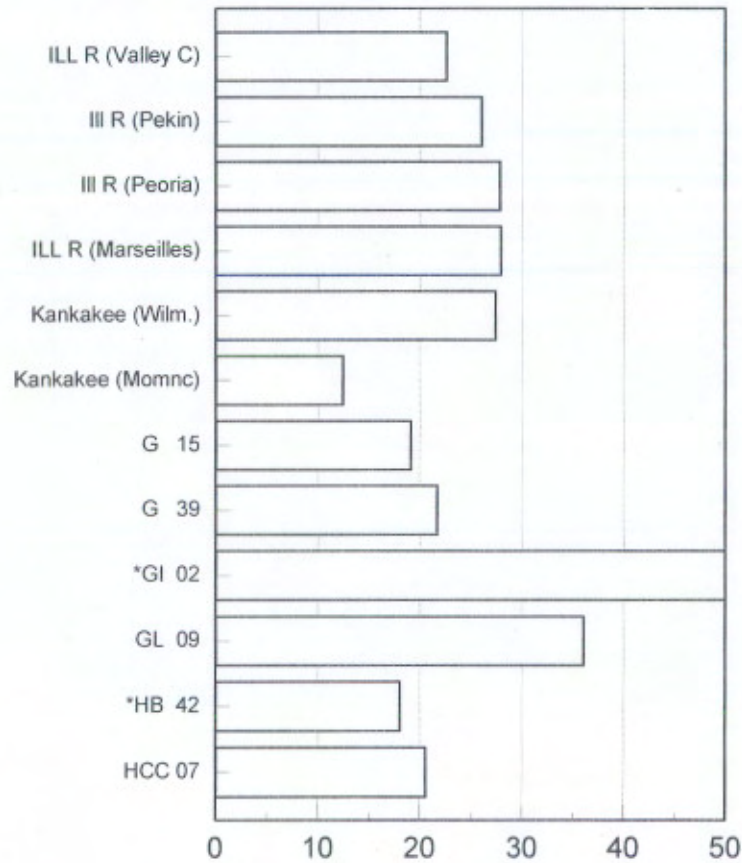 ILL R (Valley C)
Ill R (Pekin)
Ill R (Peoria)
ILL R (Marseilles)
Kankakee (Wilm.)
Kankakee (Momnc)
G 15
G 39
*GI 02
GL 09
*HB 42
HCC 07
0 10 20 30 40 50